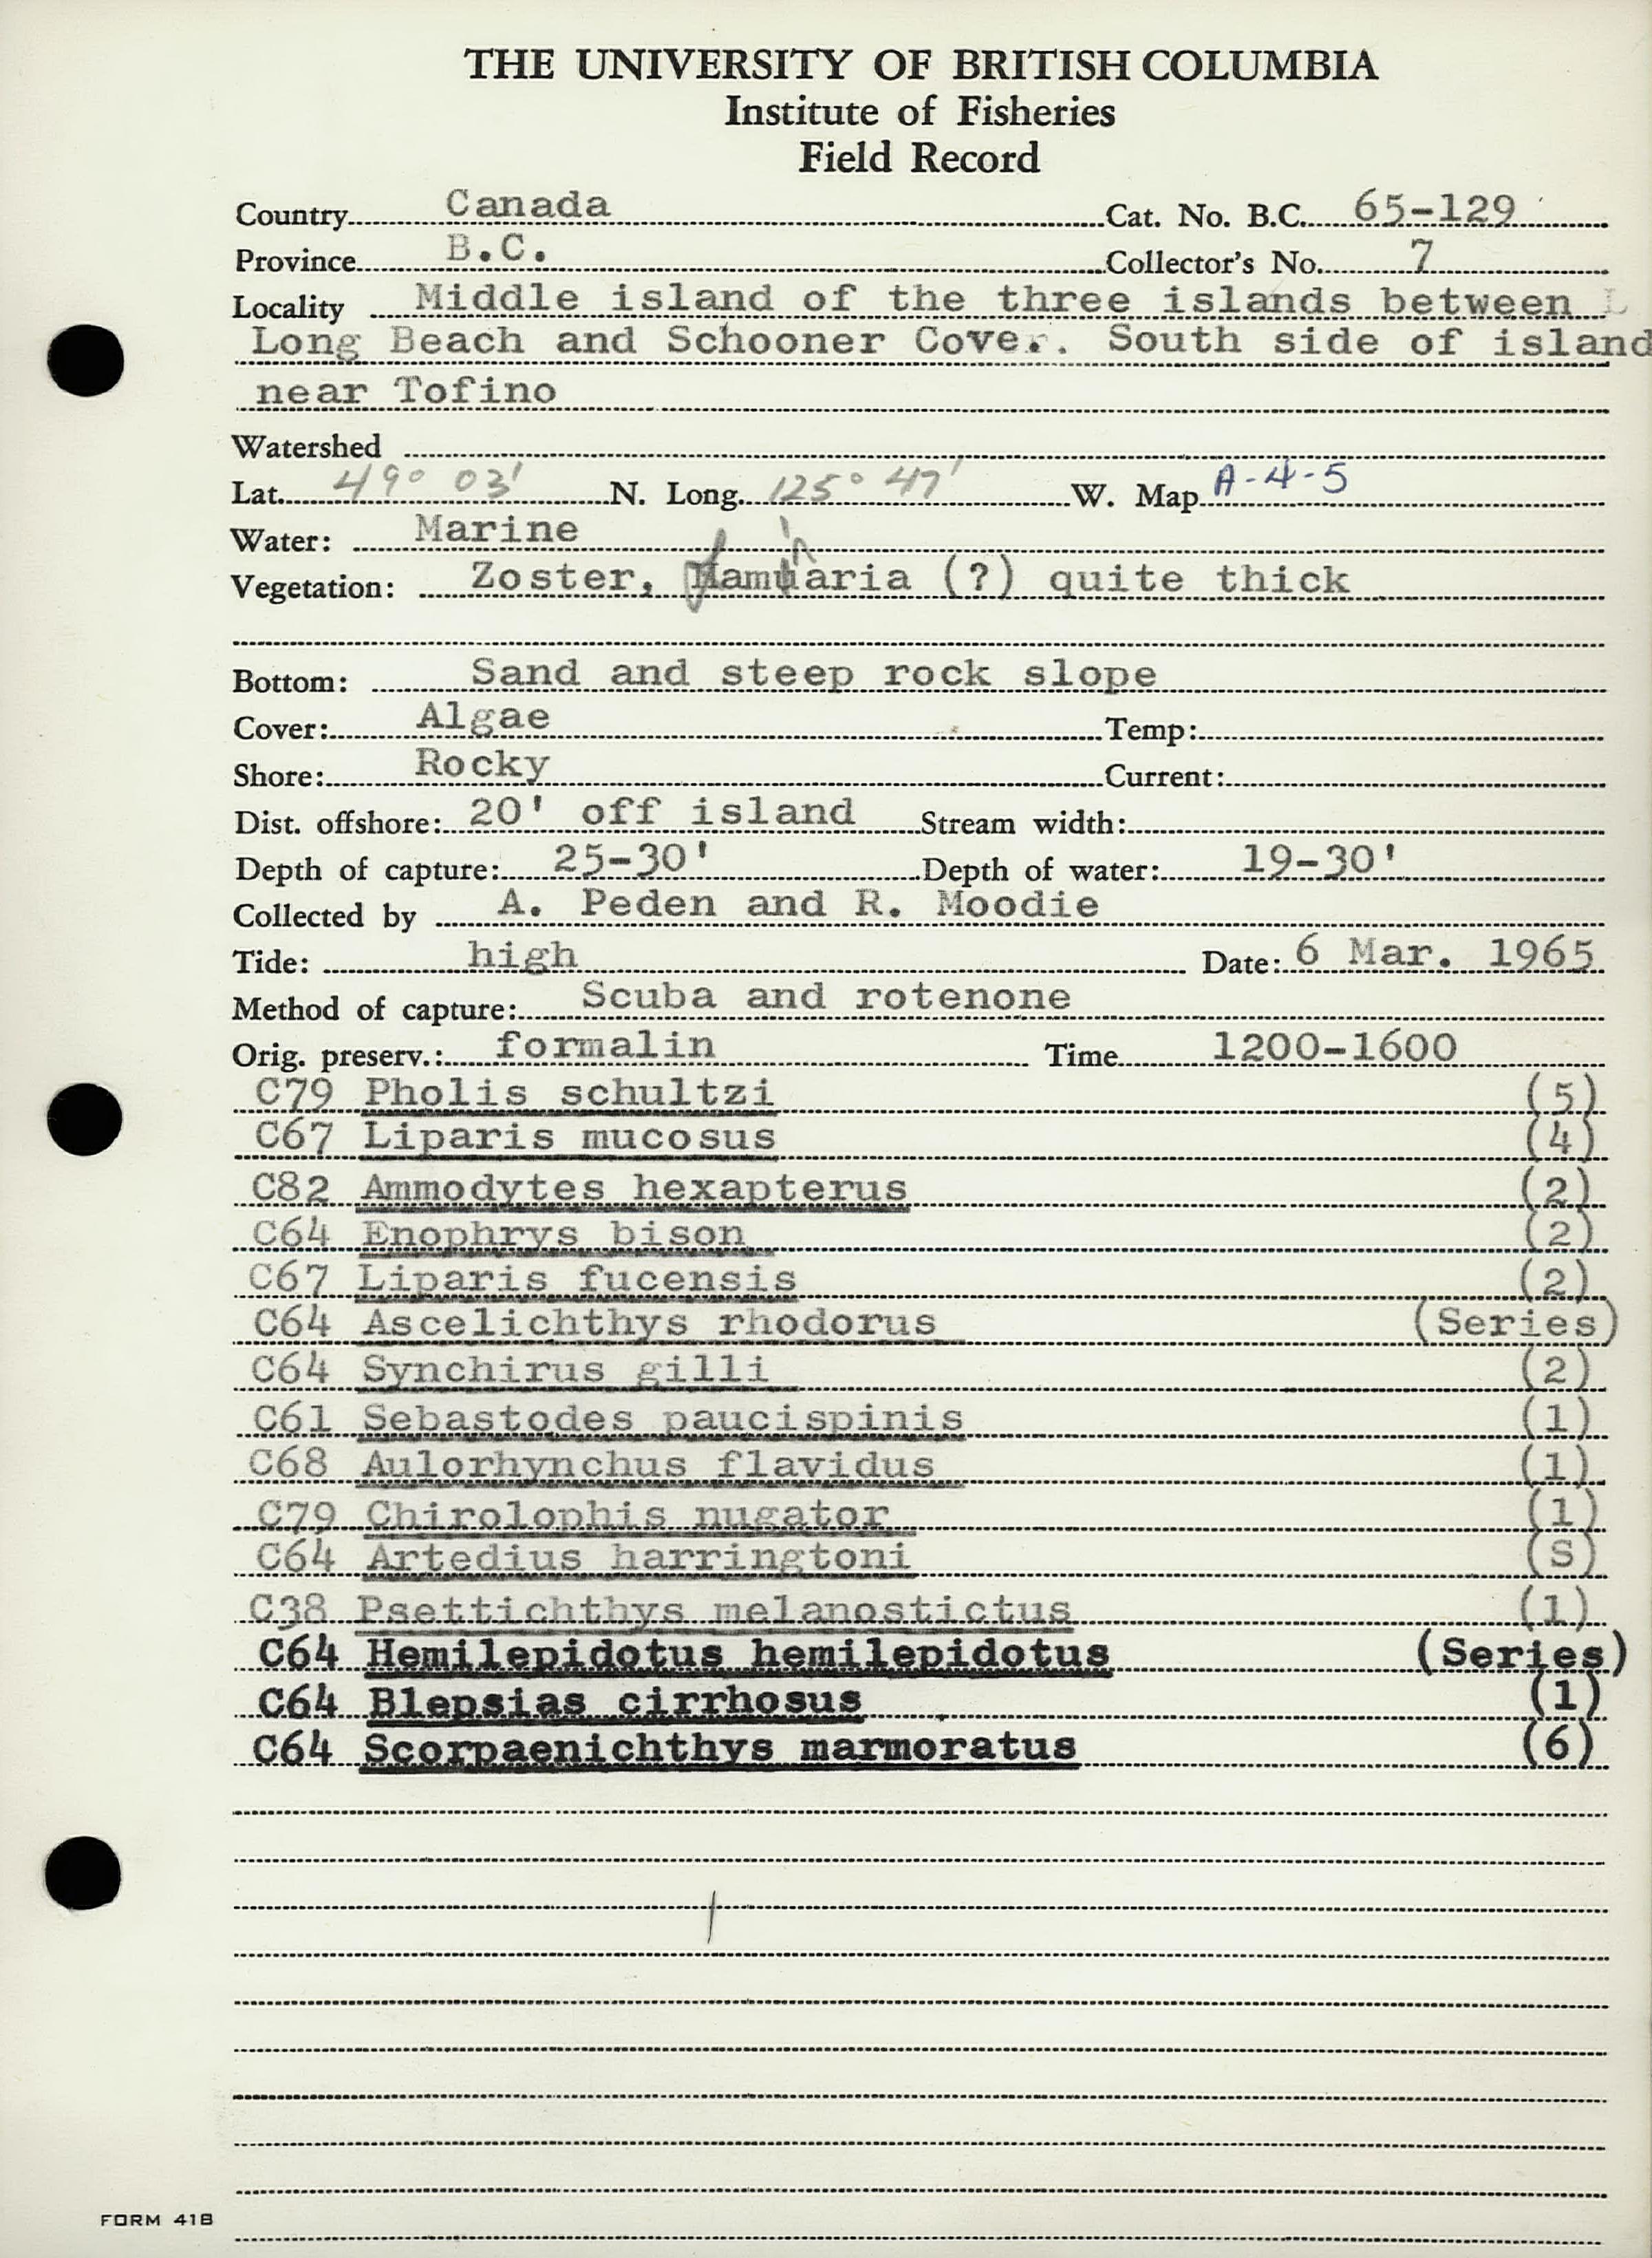 THE UNIVERSITY OF BRITISH COLUMBIA
Institute of Fisheries
Field Record
Country Canada Cat. No. B.C. 65-129
Province B.C. Collector's No. 7
Locality Middle island of the three islands between L
Long Beach and Schooner Cove. South side of island
near Tofino
Watershed
Lat. 49° 03' N. Long. 125° 47' W. Map A-4-5
Water: Marine
Vegetation: Zoster, (?) quite thick
Bottom: Sand and steep rock slope
Cover: Algae Temp:
Shore: Rocky Current:
Dist. offshore: 20' off island Stream width:
Depth of capture: 25-30' Depth of water: 19-30'
Collected by A. Peden and R. Moodie
Tide: high Date: 6 Mar. 1965
Method of capture: Scuba and rotenone
Orig. preserv.: formalin Time 1200-1600
C79 Pholis schultzi (5)
C67 Liparis mucosus (4)
C82 Ammodytes hexapterus (2)
C64 Enophrys bison (2)
C67 Liparis fucensis (2)
C64 Ascelichthys rhodorus (Series)
C64 Synchirus gilli (2)
C61 Sebastodes paucispinis (1)
C68 Aulorhynchus flavidus (1)
C79 Chirolophis nugator (1)
C64 Artedius harringtoni (S)
C38 Psettichthys melanostictus (1)
C64 Hemilepidotus hemilepidotus (Series)
C64 Blepsias cirrhosus (1)
C64 Scorpaenichthys marmoratus (6)
FORM 41B